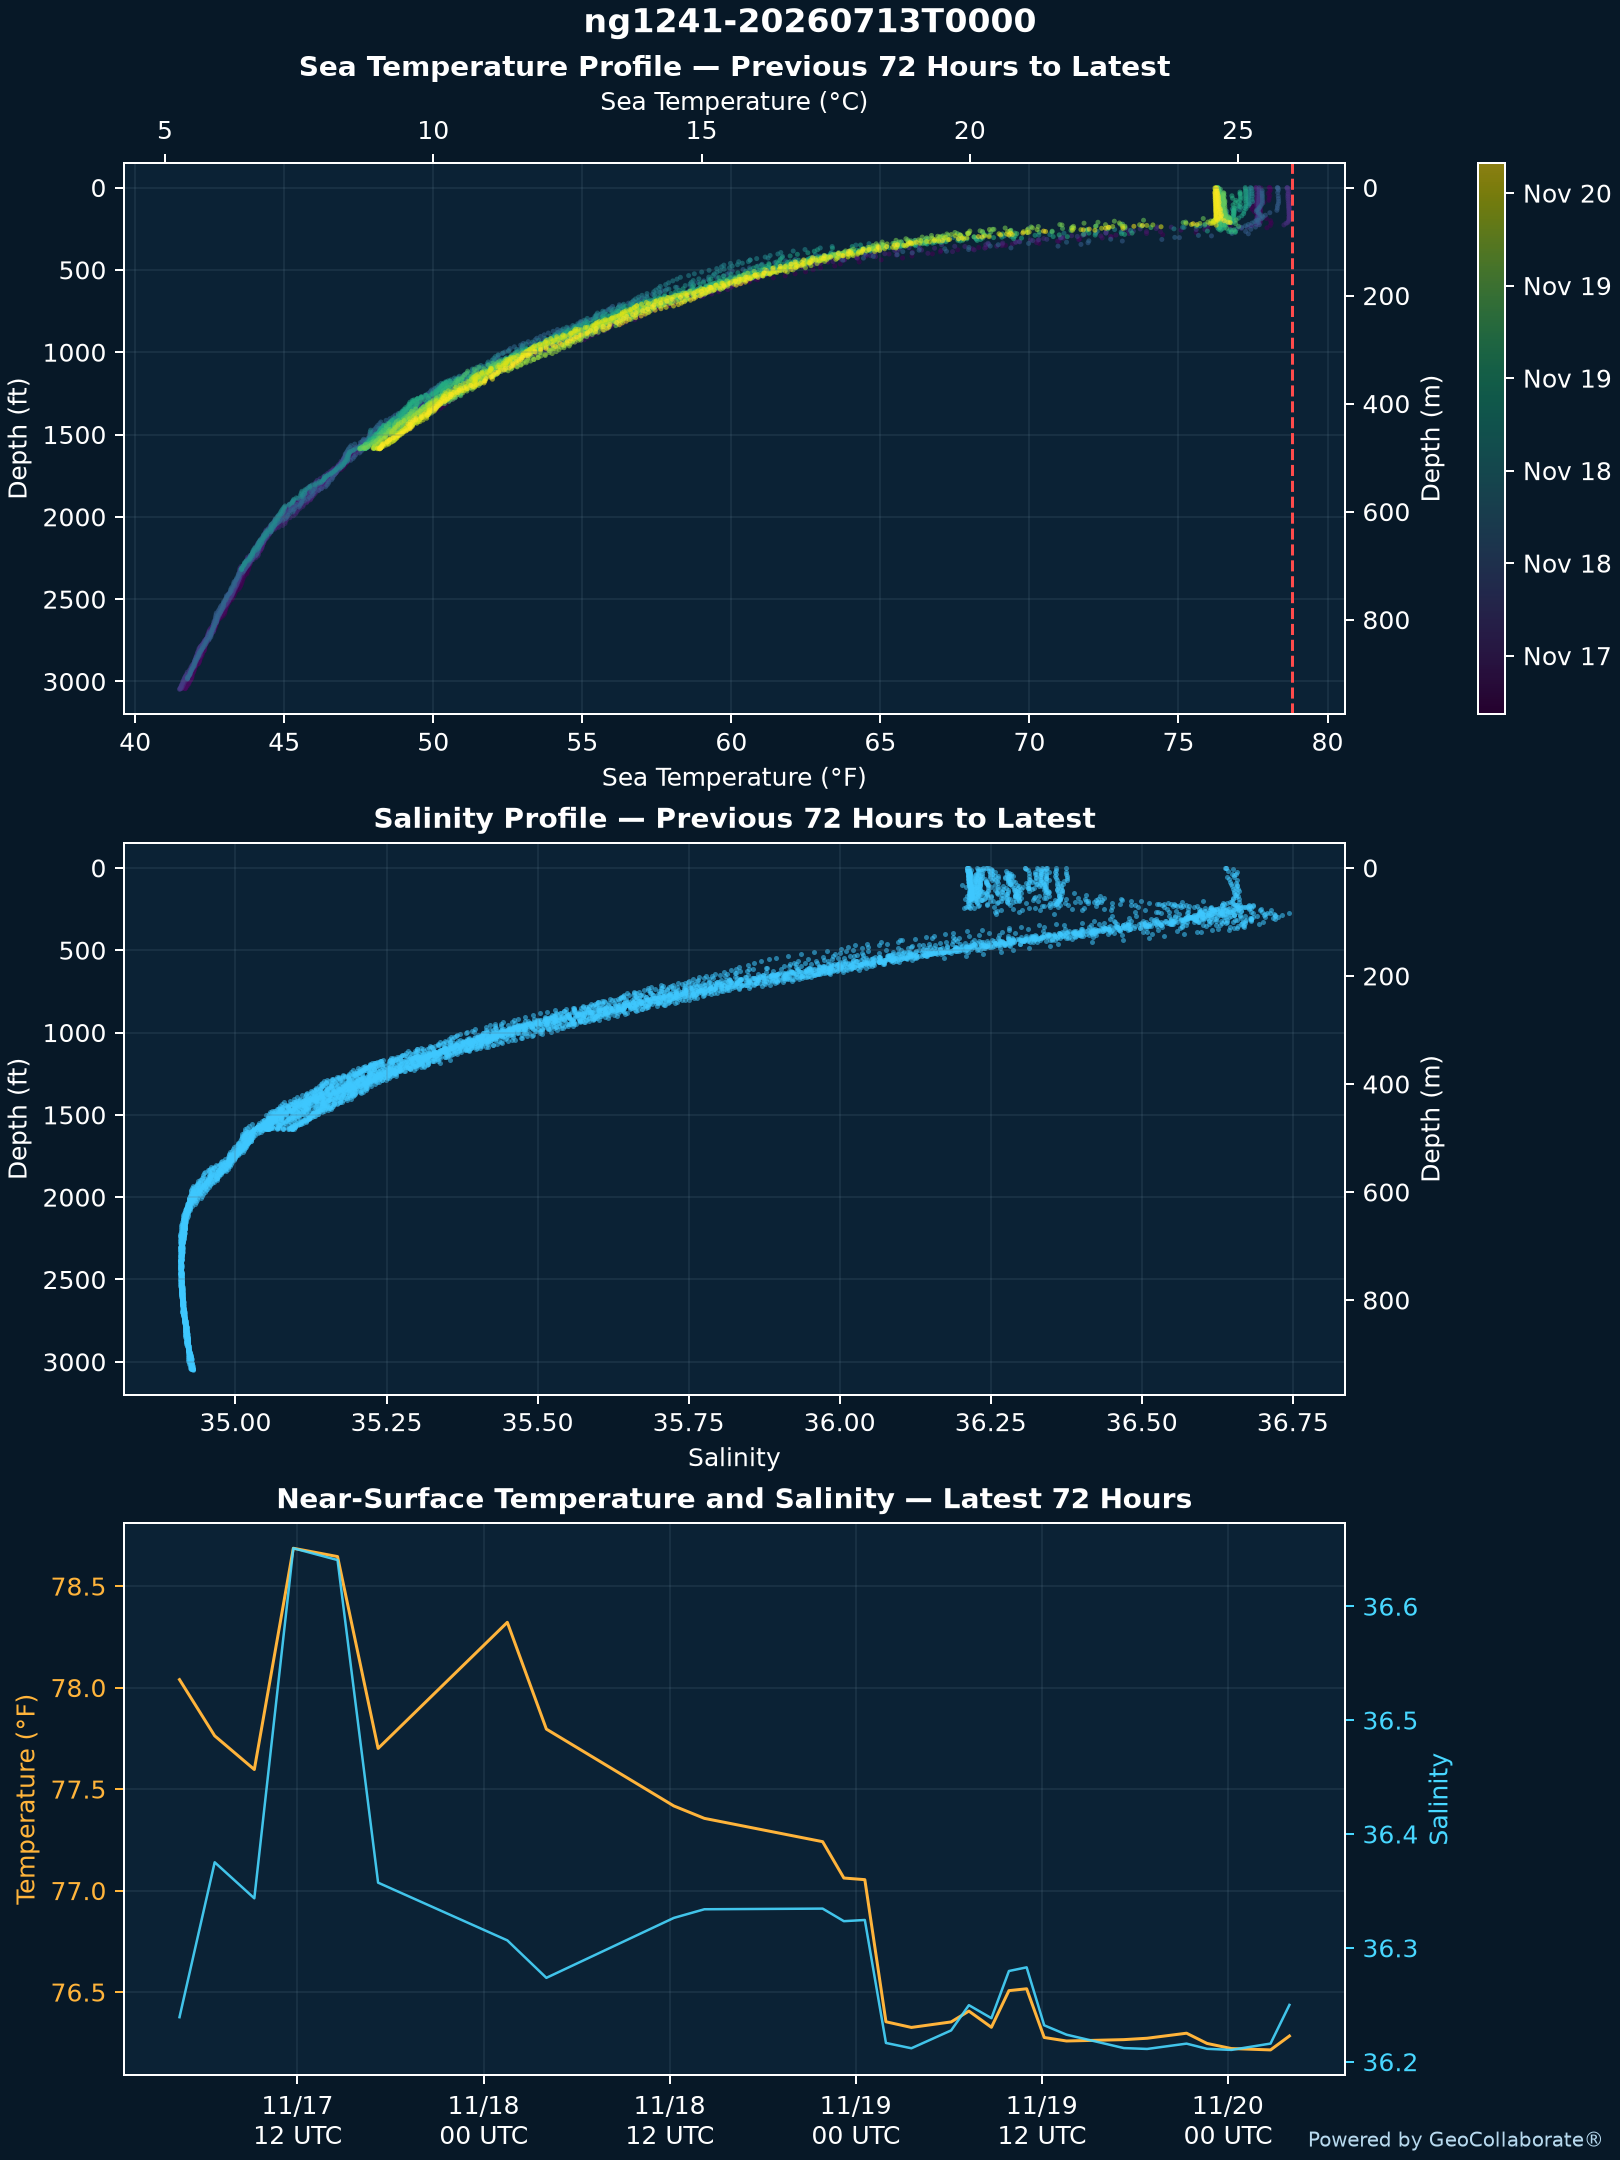 ng1241-20260713T0000
Sea Temperature Profile — Previous 72 Hours to Latest
Sea Temperature (°C)
5 10 15 20 25
0
500
1000
1500
2000
2500
3000
Depth (ft)
0
200
400
600
800
Depth (m)
40 45 50 55 60 65 70 75 80
Sea Temperature (°F)
Nov 20
Nov 19
Nov 19
Nov 18
Nov 18
Nov 17
Salinity Profile — Previous 72 Hours to Latest
0
500
1000
1500
2000
2500
3000
Depth (ft)
0
200
400
600
800
Depth (m)
35.00 35.25 35.50 35.75 36.00 36.25 36.50 36.75
Salinity
Near-Surface Temperature and Salinity — Latest 72 Hours
78.5
78.0
77.5
77.0
76.5
Temperature (°F)
36.6
36.5
36.4
36.3
36.2
Salinity
11/17 11/18 11/18 11/19 11/19 11/20
12 UTC 00 UTC 12 UTC 00 UTC 12 UTC 00 UTC
Powered by GeoCollaborate®